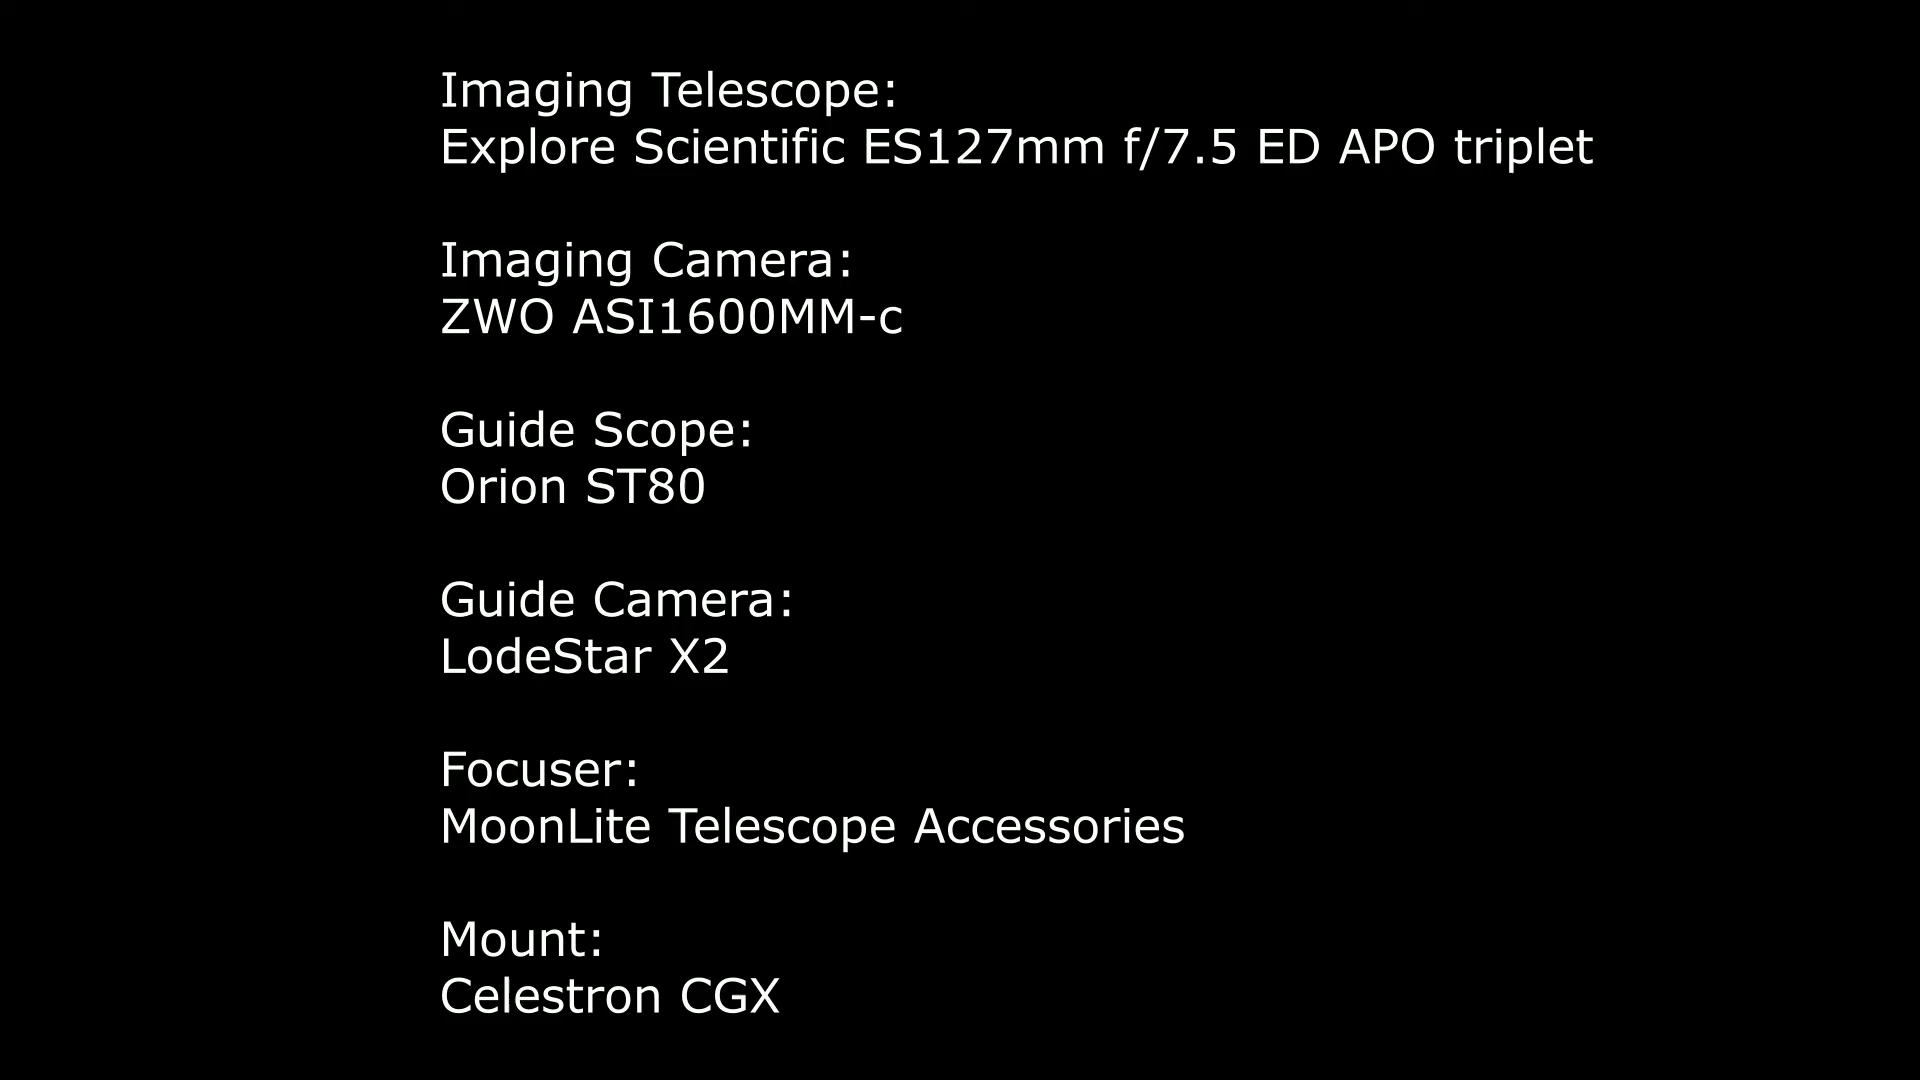 Imaging Telescope:
Explore Scientific ES127mm f/7.5 ED APO triplet
Imaging Camera:
ZWO ASI1600MM-c
Guide Scope:
Orion ST80
Guide Camera:
LodeStar X2
Focuser:
MoonLite Telescope Accessories
Mount:
Celestron CGX